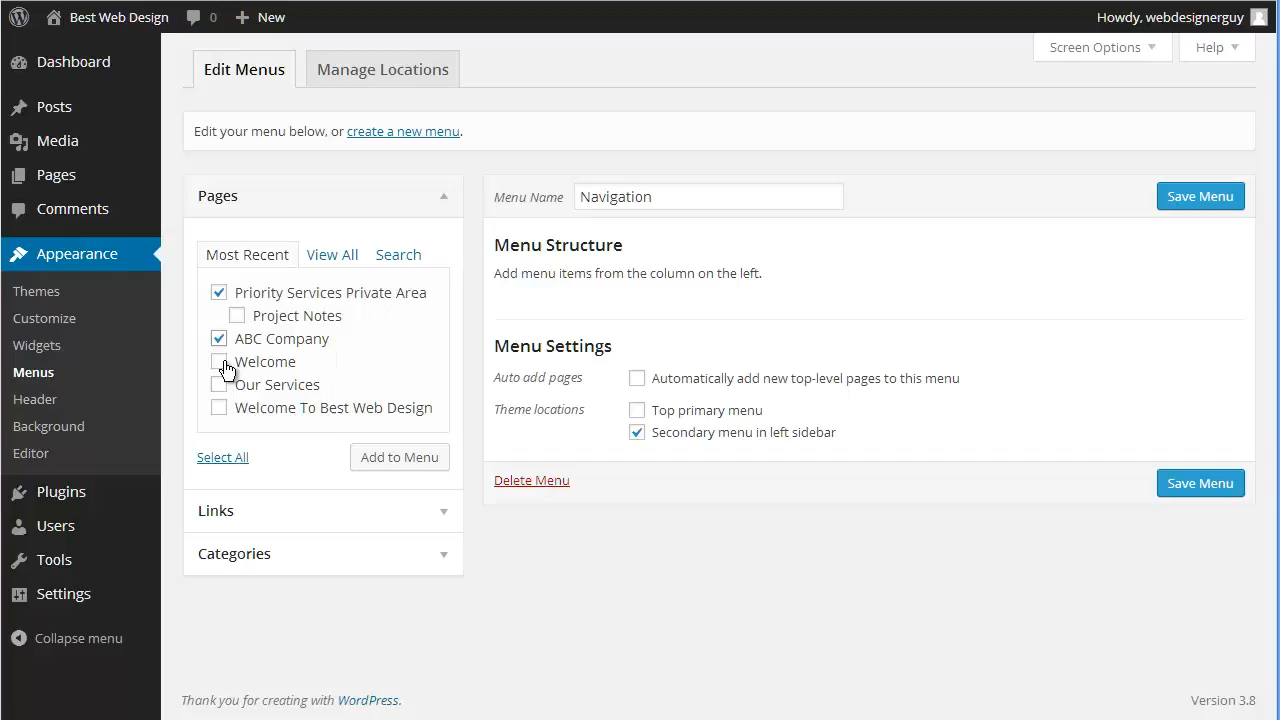 Best Web Design 0 New Howdy, webdesignerguy
Dashboard
Posts
Media
Pages
Comments
Appearance
Themes
Customize
Widgets
Menus
Header
Background
Editor
Plugins
Users
Tools
Settings
Collapse menu
Screen Options Help
Edit Menus Manage Locations
Edit your menu below, or create a new menu.
Pages
Most Recent View All Search
Priority Services Private Area
Project Notes
ABC Company
Welcome
Our Services
Welcome To Best Web Design
Select All Add to Menu
Links
Categories
Menu Name Navigation Save Menu
Menu Structure
Add menu items from the column on the left.
Menu Settings
Auto add pages Automatically add new top-level pages to this menu
Theme locations Top primary menu
Secondary menu in left sidebar
Delete Menu Save Menu
Thank you for creating with WordPress. Version 3.8